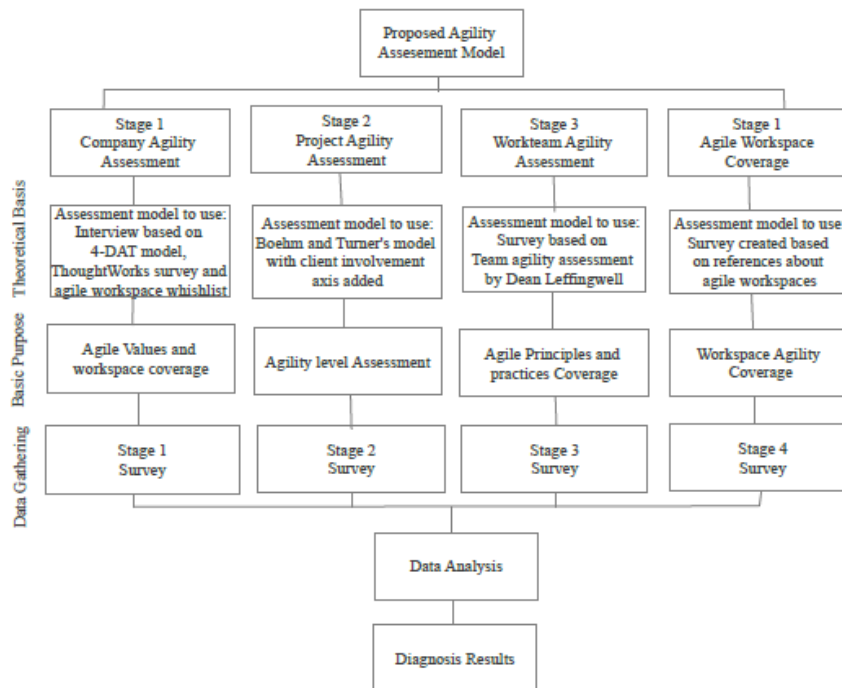 Proposed Agility
Assesement Model
Stage 1
Company Agility
Assessment
Stage 2
Project Agility
Assessment
Stage 3
Workteam Agility
Assessment
Stage 1
Agile Workspace
Coverage
Theoretical Basis
Assessment model to use:
Interview based on
4-DAT model,
ThoughtWorks survey and
agile workspace whishlist
Assessment model to use:
Boehm and Turner's model
with client involvement
axis added
Assessment model to use:
Survey based on
Team agility assessment
by Dean Leffingwell
Assessment model to use:
Survey created based
on references about
agile workspaces
Basic Purpose
Agile Values and
workspace coverage
Agility level Assessment
Agile Principles and
practices Coverage
Workspace Agility
Coverage
Data Gathering
Stage 1
Survey
Stage 2
Survey
Stage 3
Survey
Stage 4
Survey
Data Analysis
Diagnosis Results